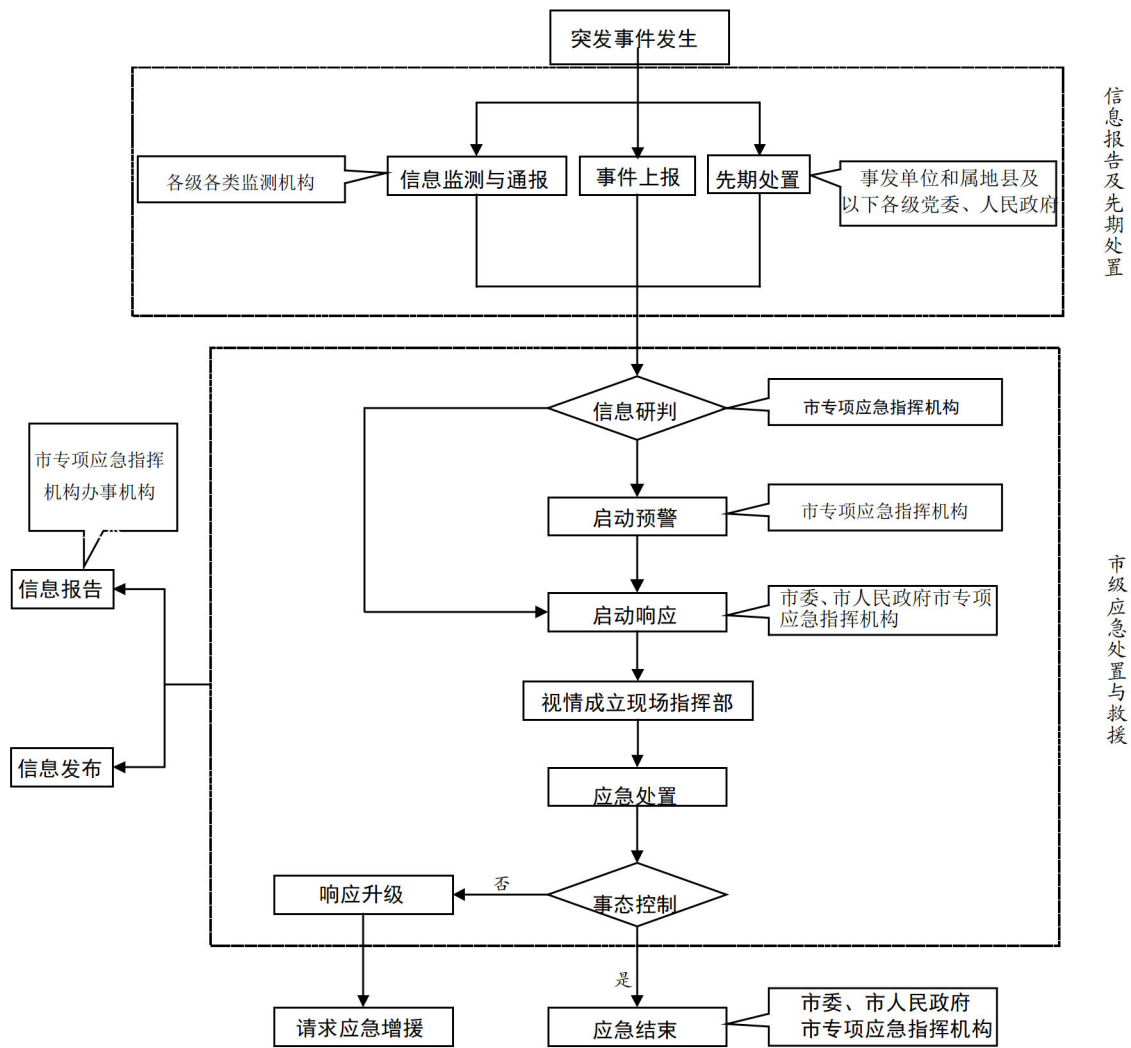 突发事件发生
信息报告及先期处置
各级各类监测机构
信息监测与通报
事件上报
先期处置
事发单位和属地县及
以下各级党委、人民政府
信息研判
市专项应急指挥机构
市专项应急指挥
机构办事机构
启动预警
市专项应急指挥机构
市级应急处置与救援
信息报告
启动响应
市委、市人民政府市专项
应急指挥机构
视情成立现场指挥部
信息发布
应急处置
响应升级
否
事态控制
是
请求应急增援
应急结束
市委、市人民政府
市专项应急指挥机构